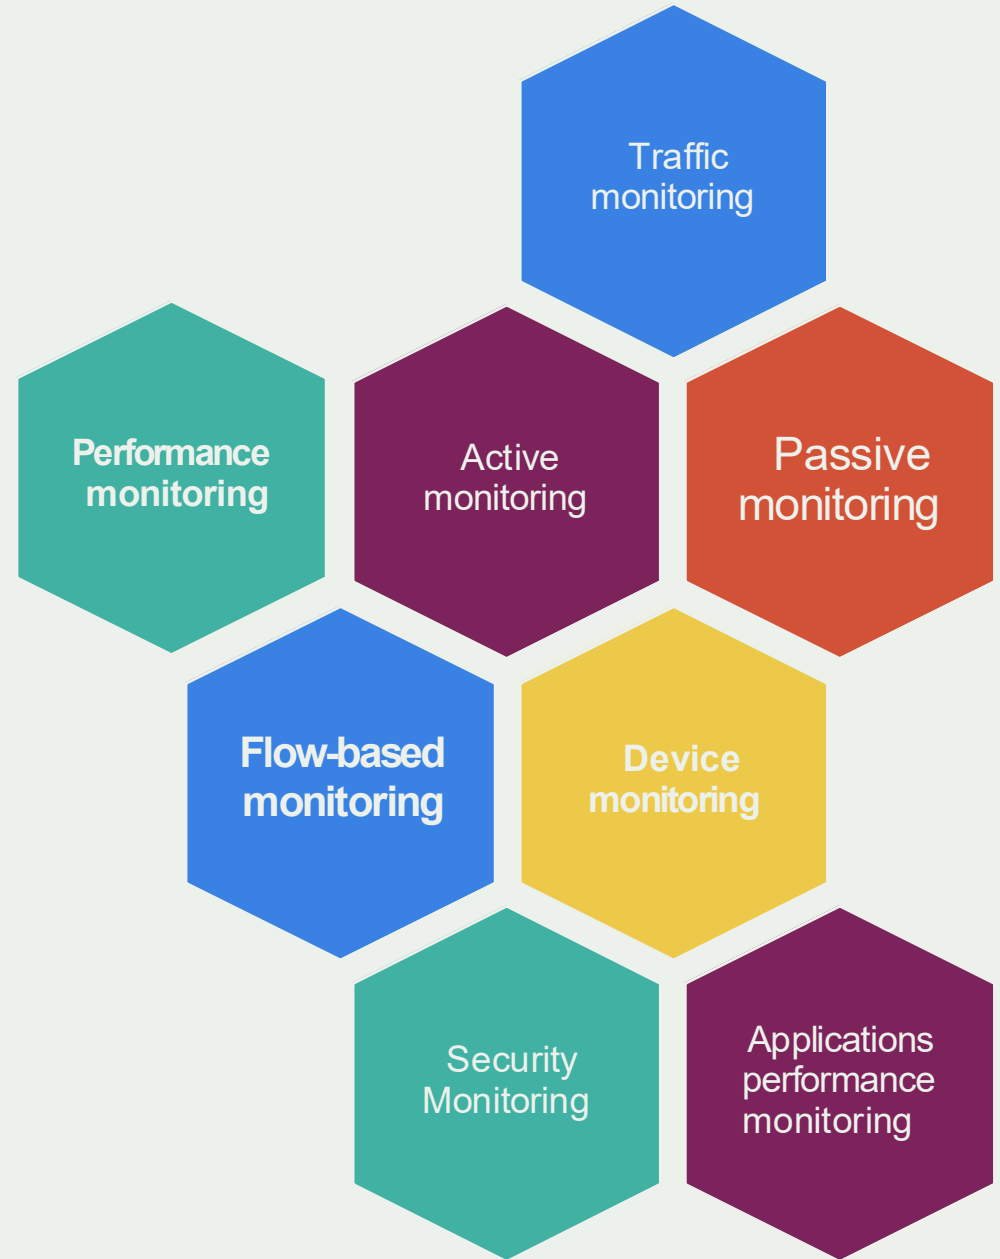 Traffic
monitoring
Performance
monitoring
Active
monitoring
Passive
monitoring
Flow-based
monitoring
Device
monitoring
Security
Monitoring
Applications
performance
monitoring